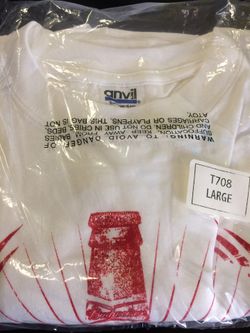 anvil
WARNING: TO AVOID DANGER OF
SUFFOCATION, KEEP AWAY FROM BABIES
AND CHILDREN. DO NOT USE IN CRIBS, BEDS,
CARRIAGES OR PLAYPENS. THIS BAG IS NOT
A TOY.
T708
LARGE
Budweiser